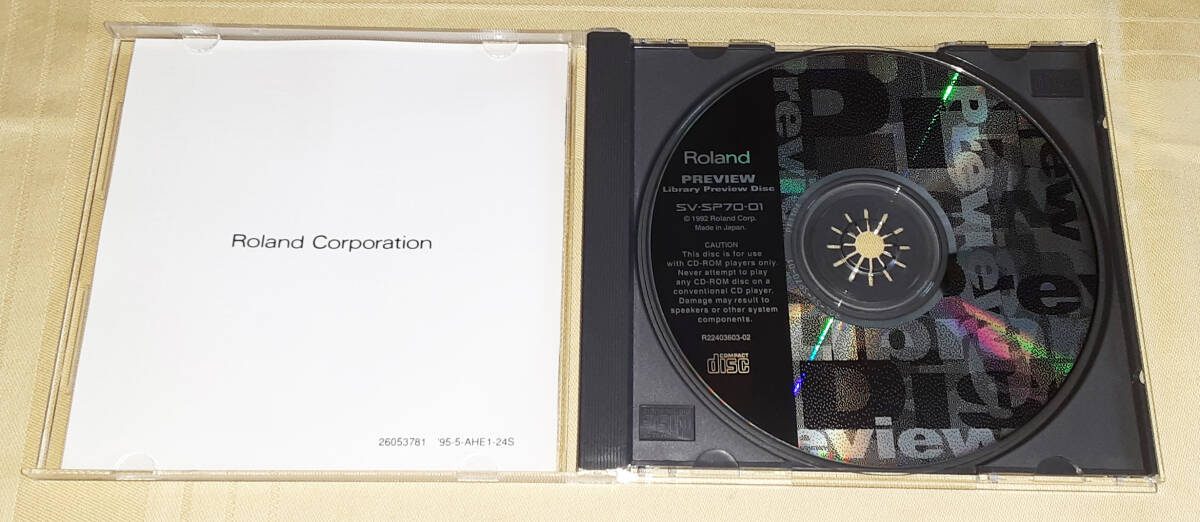 Roland Corporation
26053781 '95-5-AHE1-24S
Roland
PREVIEW
Library Preview Disc
SV-SP70-01
© 1992 Roland Corp.
Made in Japan.
CAUTION
This disc is for use
with CD-ROM players only.
Never attempt to play
any CD-ROM disc on a
conventional CD player.
Damage may result to
speakers or other system
components.
R22403603-02
COMPACT
disc
Preview
eview